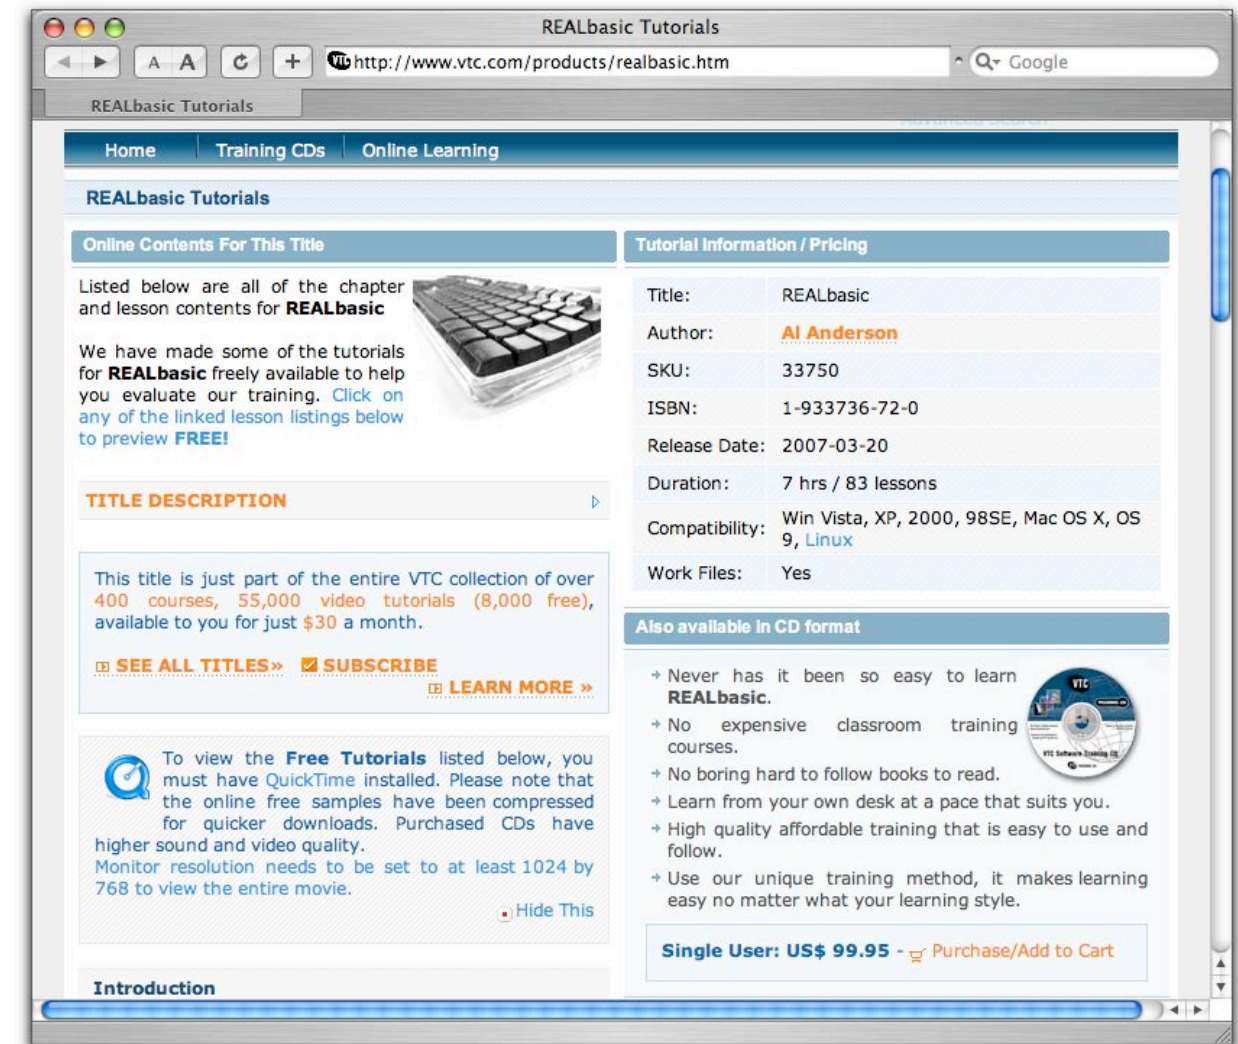 REALbasic Tutorials
A A
http://www.vtc.com/products/realbasic.htm
Google
REALbasic Tutorials
Advanced Search
Home Training CDs Online Learning
REALbasic Tutorials
Online Contents For This Title
Listed below are all of the chapter
and lesson contents for REALbasic
We have made some of the tutorials
for REALbasic freely available to help
you evaluate our training. Click on
any of the linked lesson listings below
to preview FREE!
TITLE DESCRIPTION
This title is just part of the entire VTC collection of over
400 courses, 55,000 video tutorials (8,000 free),
available to you for just $30 a month.
SEE ALL TITLES» SUBSCRIBE
LEARN MORE »
To view the Free Tutorials listed below, you
must have QuickTime installed. Please note that
the online free samples have been compressed
for quicker downloads. Purchased CDs have
higher sound and video quality.
Monitor resolution needs to be set to at least 1024 by
768 to view the entire movie.
Hide This
Introduction
Tutorial Information / Pricing
Title: REALbasic
Author: Al Anderson
SKU: 33750
ISBN: 1-933736-72-0
Release Date: 2007-03-20
Duration: 7 hrs / 83 lessons
Compatibility: Win Vista, XP, 2000, 98SE, Mac OS X, OS
9, Linux
Work Files: Yes
Also available in CD format
Never has it been so easy to learn
REALbasic.
No expensive classroom training
courses.
No boring hard to follow books to read.
Learn from your own desk at a pace that suits you.
High quality affordable training that is easy to use and
follow.
Use our unique training method, it makes learning
easy no matter what your learning style.
VTC
VTC Software Training CD
Single User: US$ 99.95 - Purchase/Add to Cart